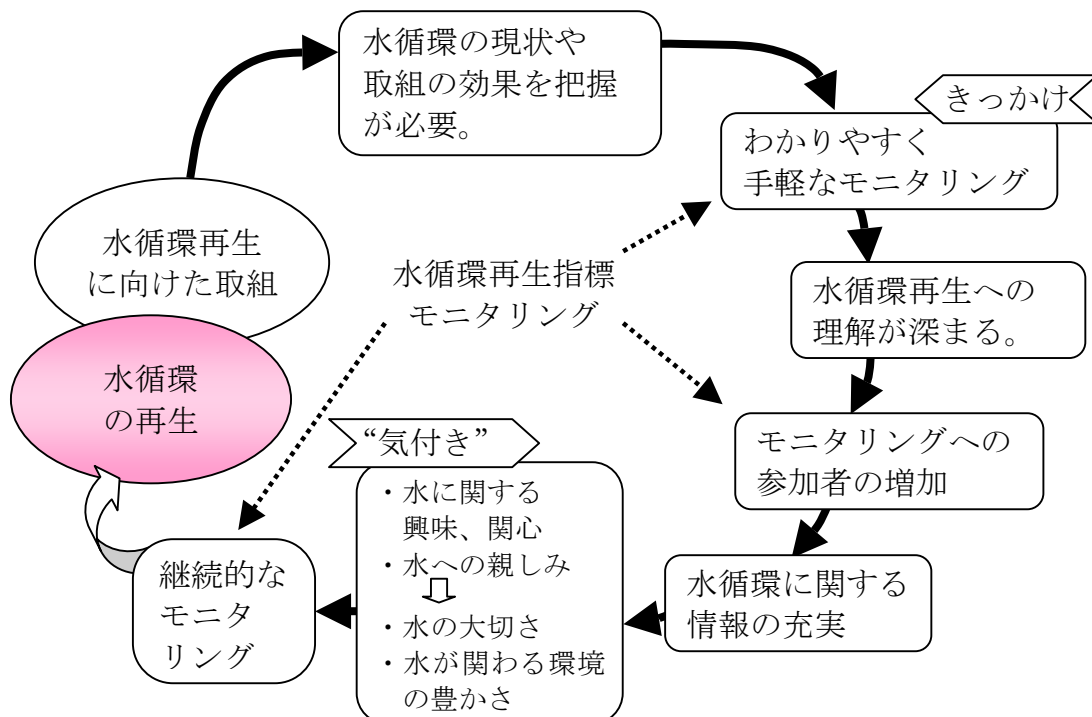 水循環の現状や
取組の効果を把握
が必要。
きっかけ
わかりやすく
手軽なモニタリング
水循環再生
に向けた取組
水循環再生指標
モニタリング
水循環再生への
理解が深まる。
水循環
の再生
モニタリングへの
参加者の増加
“気付き”
・水に関する
興味、関心
・水への親しみ
・水の大切さ
・水が関わる環境
の豊かさ
水循環に関する
情報の充実
継続的な
モニタ
リング